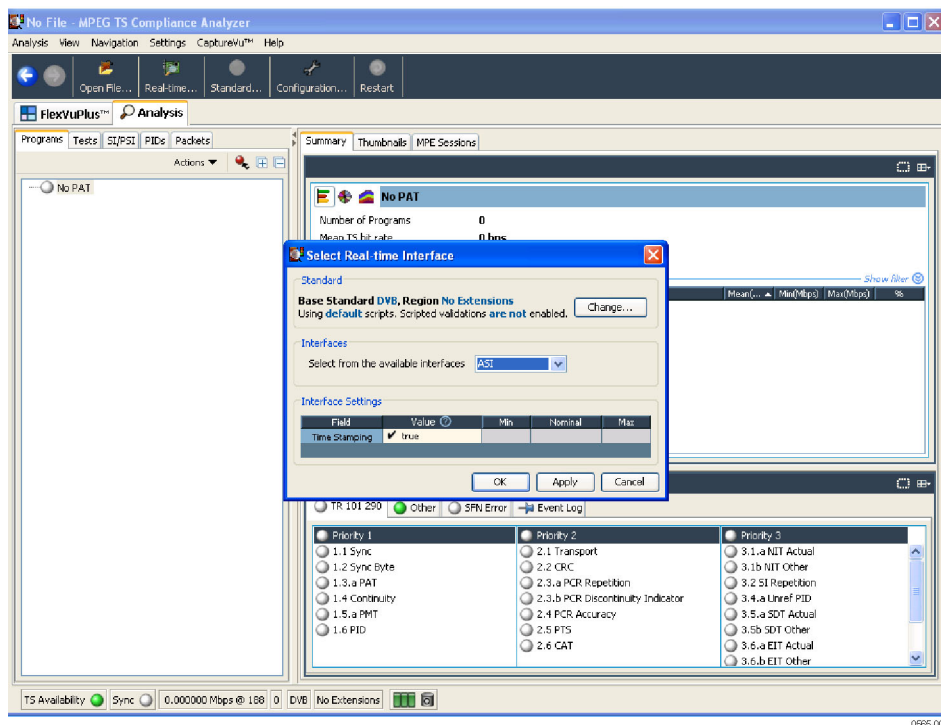 No File - MPEG TS Compliance Analyzer
Analysis View Navigation Settings CaptureVu™ Help
Open File... Real-time... Standard... Configuration... Restart
FlexVuPlus™ Analysis
Programs Tests SI/PSI PIDs Packets
Actions
No PAT
Summary Thumbnails MPE Sessions
No PAT
Number of Programs 0
Mean TS bit rate 0 bps
Show filter
Mean(... Min(Mbps) Max(Mbps) %
Select Real-time Interface
Standard
Base Standard DVB, Region No Extensions
Using default scripts. Scripted validations are not enabled.
Change...
Interfaces
Select from the available interfaces ASI
Interface Settings
Field Value Min Nominal Max
Time Stamping true
OK Apply Cancel
TR 101 290 Other SFN Error Event Log
Priority 1
1.1 Sync
1.2 Sync Byte
1.3.a PAT
1.4 Continuity
1.5.a PMT
1.6 PID
Priority 2
2.1 Transport
2.2 CRC
2.3.a PCR Repetition
2.3.b PCR Discontinuity Indicator
2.4 PCR Accuracy
2.5 PTS
2.6 CAT
Priority 3
3.1.a NIT Actual
3.1b NIT Other
3.2 SI Repetition
3.4.a Unref PID
3.5.a SDT Actual
3.5b SDT Other
3.6.a EIT Actual
3.6.b EIT Other
TS Availability Sync 0.000000 Mbps @ 188 0 DVB No Extensions